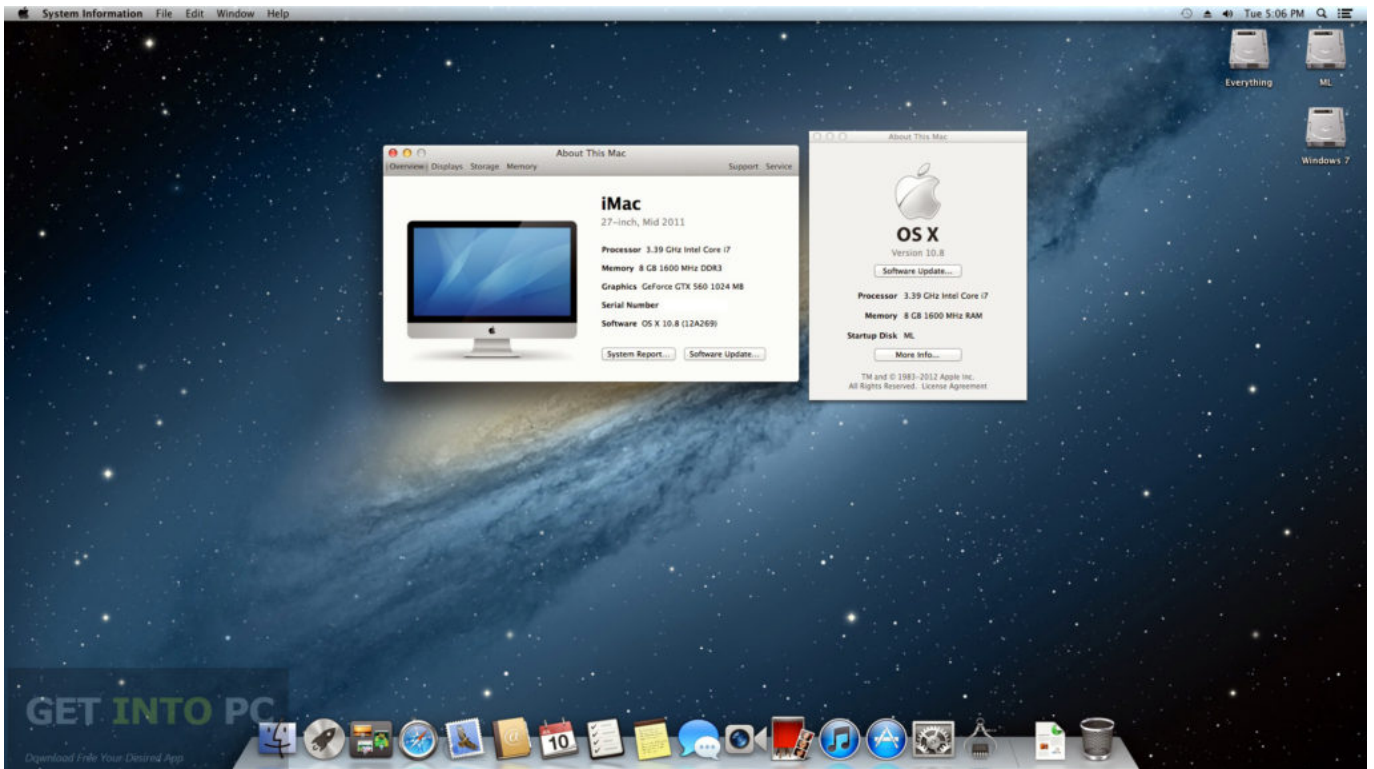 System Information File Edit Window Help
Tue 5:06 PM
Everything
ML
Windows 7
About This Mac
Overview Displays Storage Memory
Support Service
iMac
27-inch, Mid 2011
Processor 3.39 GHz Intel Core i7
Memory 8 GB 1600 MHz DDR3
Graphics GeForce GTX 560 1024 MB
Serial Number
Software OS X 10.8 (12A269)
System Report... Software Update...
About This Mac
OS X
Version 10.8
Software Update...
Processor 3.39 GHz Intel Core i7
Memory 8 GB 1600 MHz RAM
Startup Disk ML
More Info...
TM and © 1983-2012 Apple Inc.
All Rights Reserved. License Agreement
GET INTO PC
Download Free Your Desired App
10